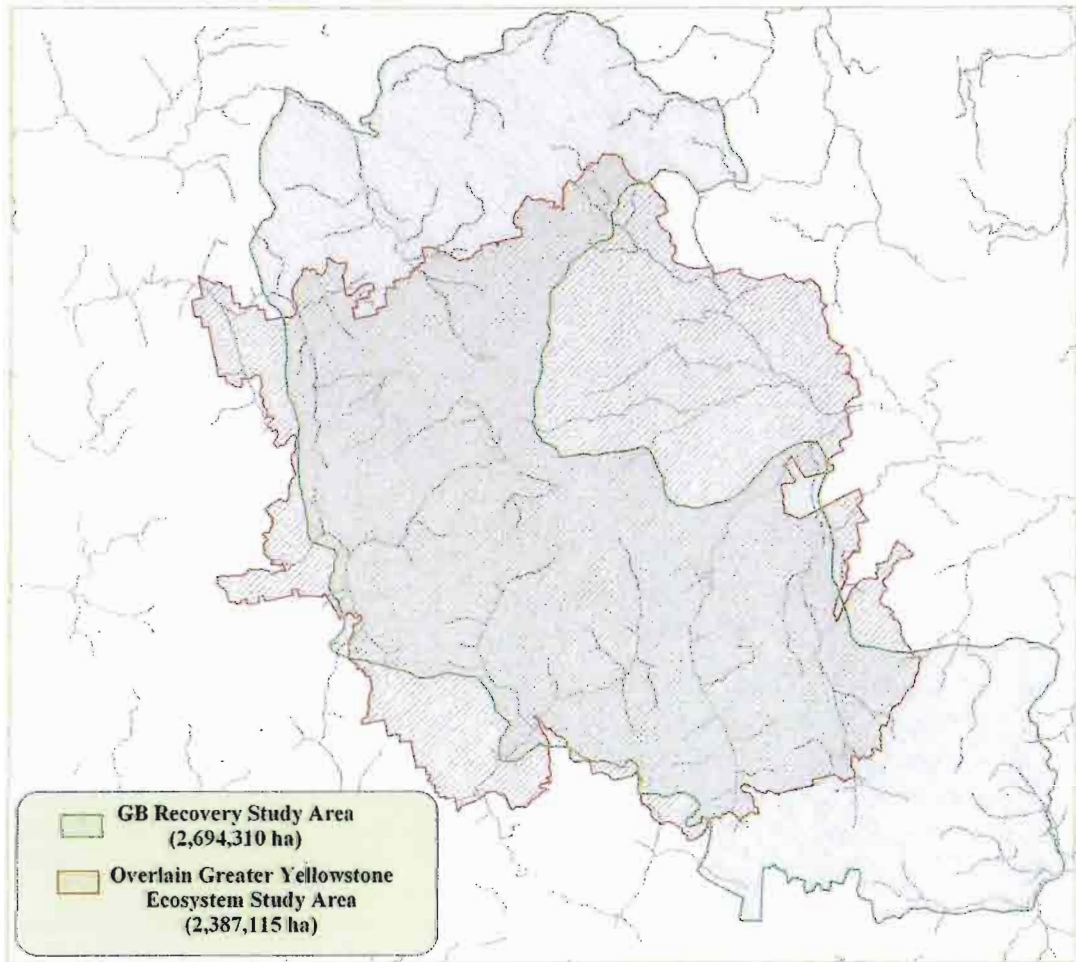 GB Recovery Study Area
(2,694,310 ha)
Overlain Greater Yellowstone
Ecosystem Study Area
(2,387,115 ha)